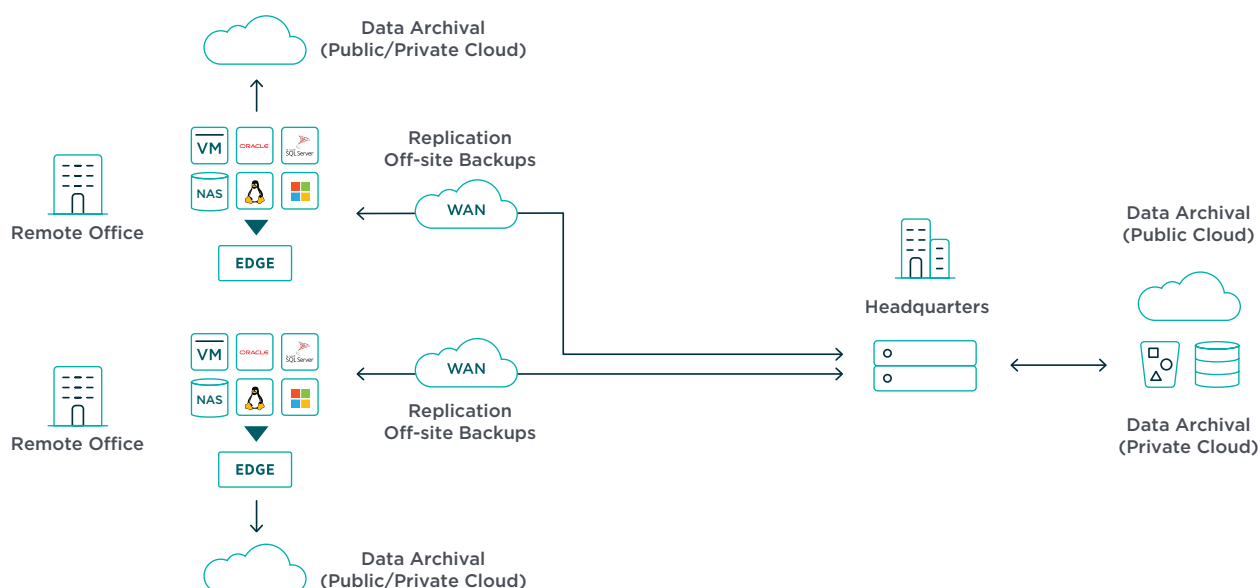 Data Archival
(Public/Private Cloud)
VM
ORACLE
SQL Server
NAS
EDGE
Remote Office
Replication
Off-site Backups
WAN
Headquarters
Data Archival
(Public Cloud)
Data Archival
(Private Cloud)
VM
ORACLE
SQL Server
NAS
EDGE
Remote Office
WAN
Replication
Off-site Backups
Data Archival
(Public/Private Cloud)